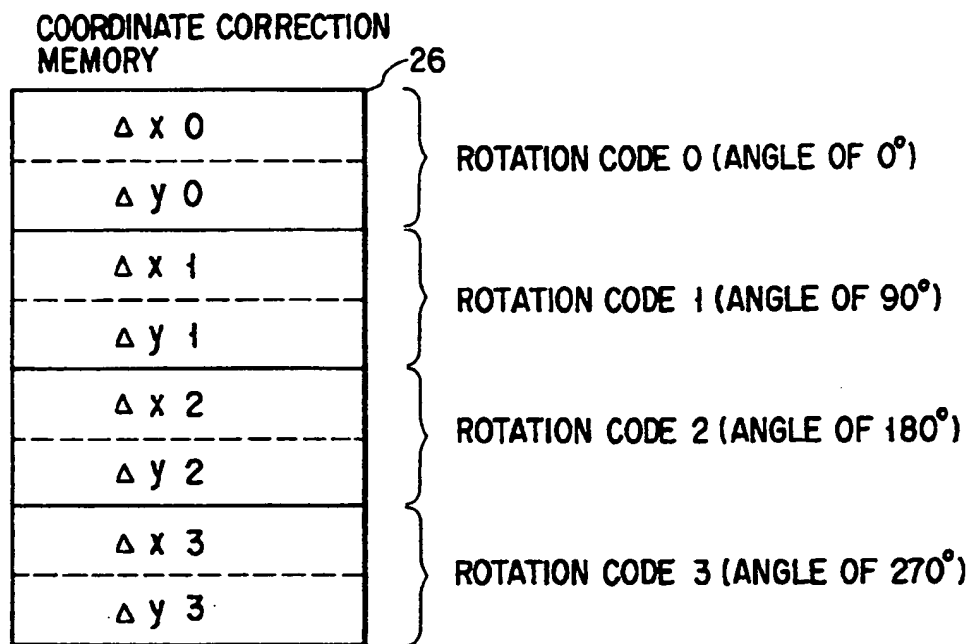 COORDINATE CORRECTION
MEMORY
26
Δ X 0
Δ y 0
ROTATION CODE 0 (ANGLE OF 0°)
Δ X 1
Δ y 1
ROTATION CODE 1 (ANGLE OF 90°)
Δ X 2
Δ y 2
ROTATION CODE 2 (ANGLE OF 180°)
Δ X 3
Δ y 3
ROTATION CODE 3 (ANGLE OF 270°)